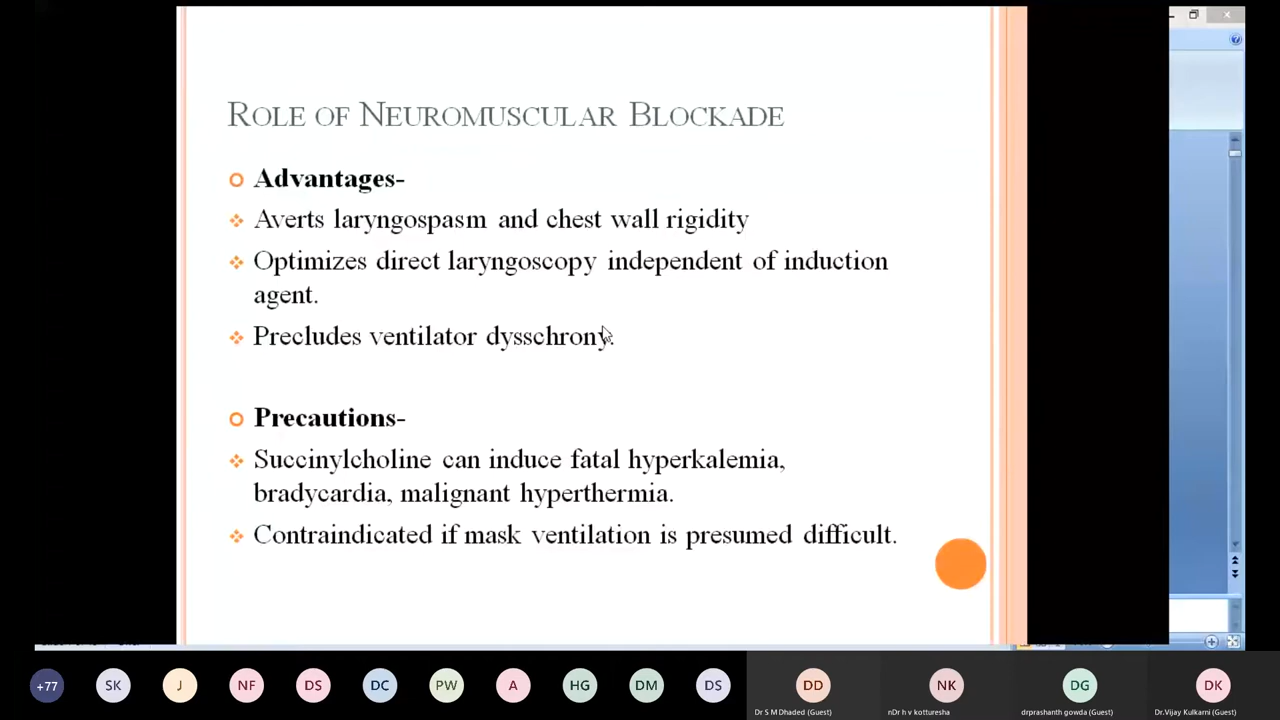 ROLE OF NEUROMUSCULAR BLOCKADE
Advantages-
Averts laryngospasm and chest wall rigidity
Optimizes direct laryngoscopy independent of induction
agent.
Precludes ventilator dysschrony.
Precautions-
Succinylcholine can induce fatal hyperkalemia,
bradycardia, malignant hyperthermia.
Contraindicated if mask ventilation is presumed difficult.
+77 SK J NF DS DC PW A HG DM DS DD NK DG DK
Dr S M Dhaded (Guest) nDr h v kotturesha drprashanth gowda (Guest) Dr.Vijay Kulkarni (Guest)